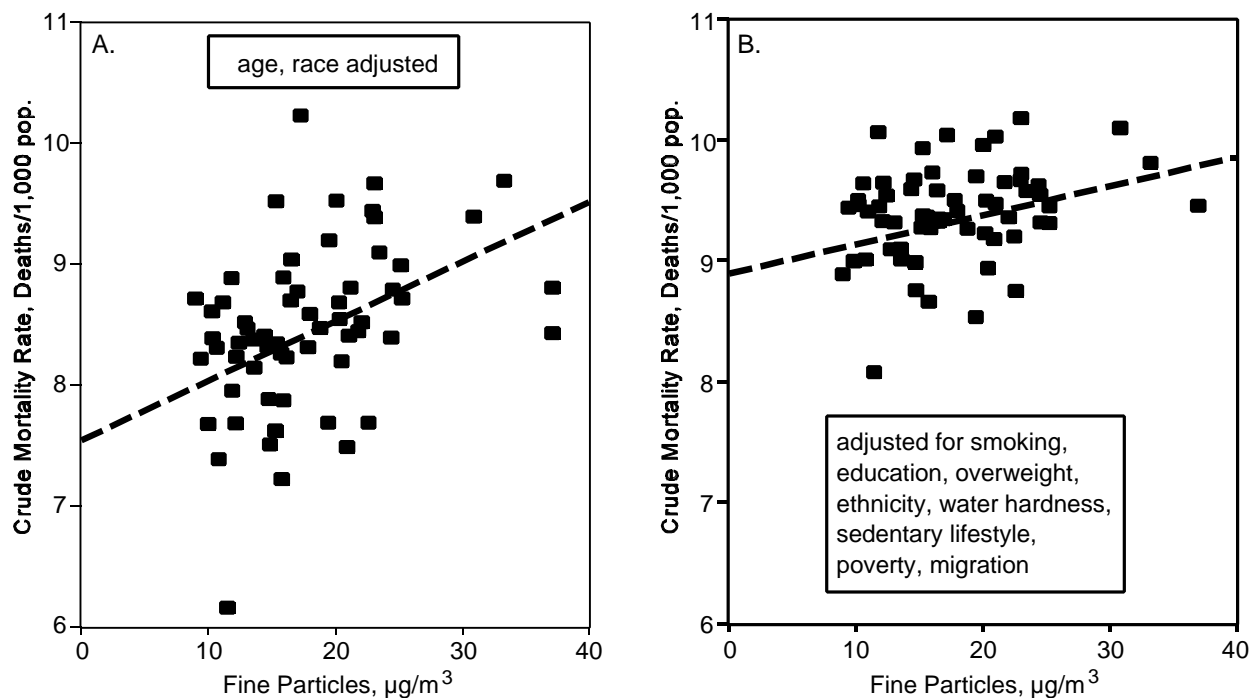 A.
age, race adjusted
Crude Mortality Rate, Deaths/1,000 pop.
11
10
9
8
7
6
0
10
20
30
40
Fine Particles, µg/m³
B.
Crude Mortality Rate, Deaths/1,000 pop.
11
10
9
8
7
6
adjusted for smoking,
education, overweight,
ethnicity, water hardness,
sedentary lifestyle,
poverty, migration
0
10
20
30
40
Fine Particles, µg/m³